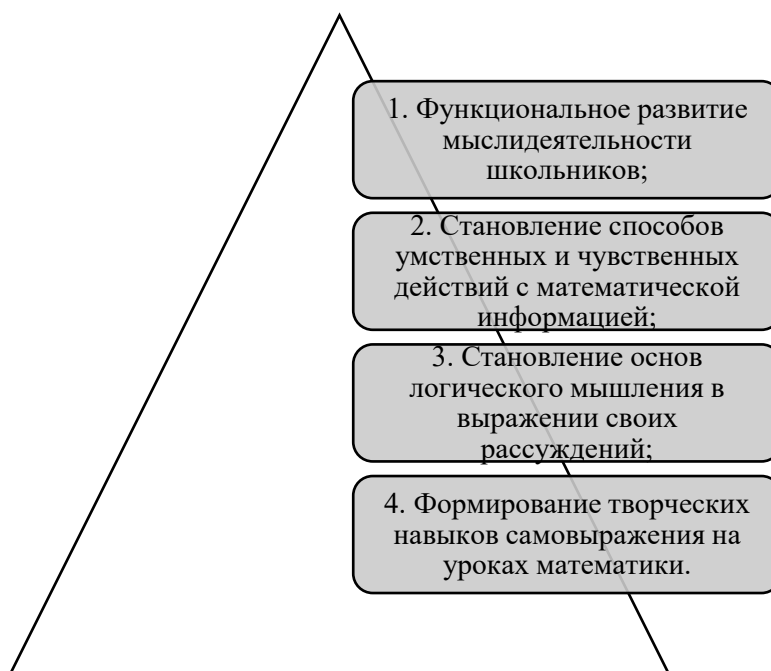 1. Функциональное развитие
мыслидеятельности
школьников;
2. Становление способов
умственных и чувственных
действий с математической
информацией;
3. Становление основ
логического мышления в
выражении своих
рассуждений;
4. Формирование творческих
навыков самовыражения на
уроках математики.